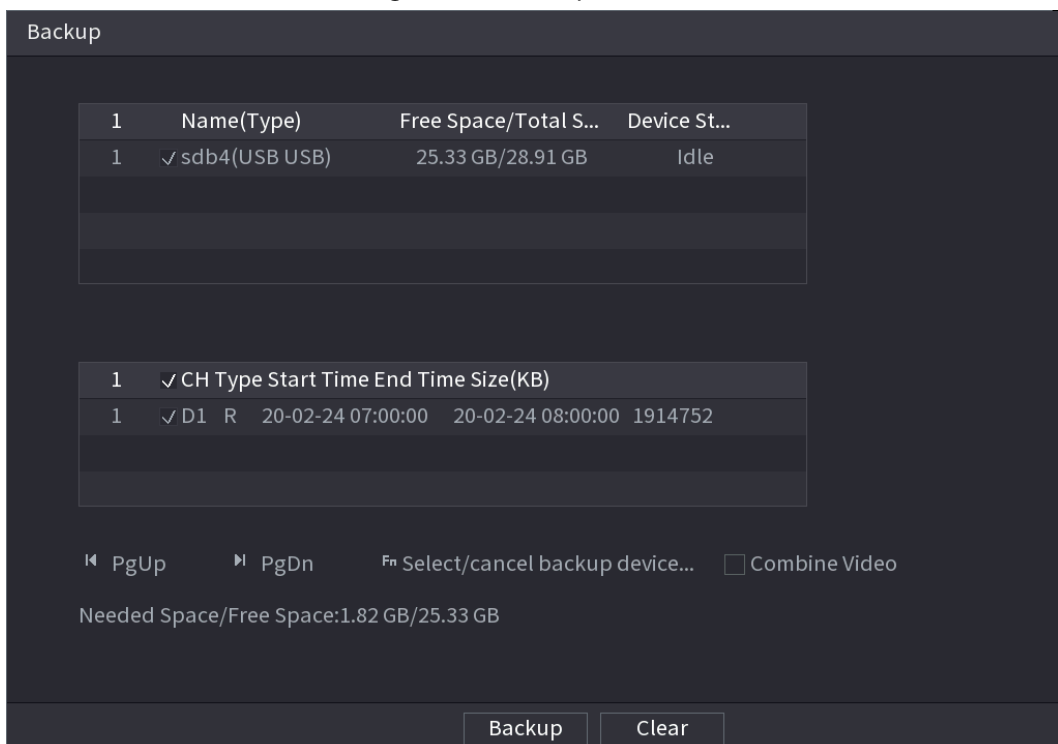 Backup
1 Name(Type) Free Space/Total S... Device St...
1 sdb4(USB USB) 25.33 GB/28.91 GB Idle
1 CH Type Start Time End Time Size(KB)
1 D1 R 20-02-24 07:00:00 20-02-24 08:00:00 1914752
PgUp PgDn Fn Select/cancel backup device... Combine Video
Needed Space/Free Space:1.82 GB/25.33 GB
Backup Clear